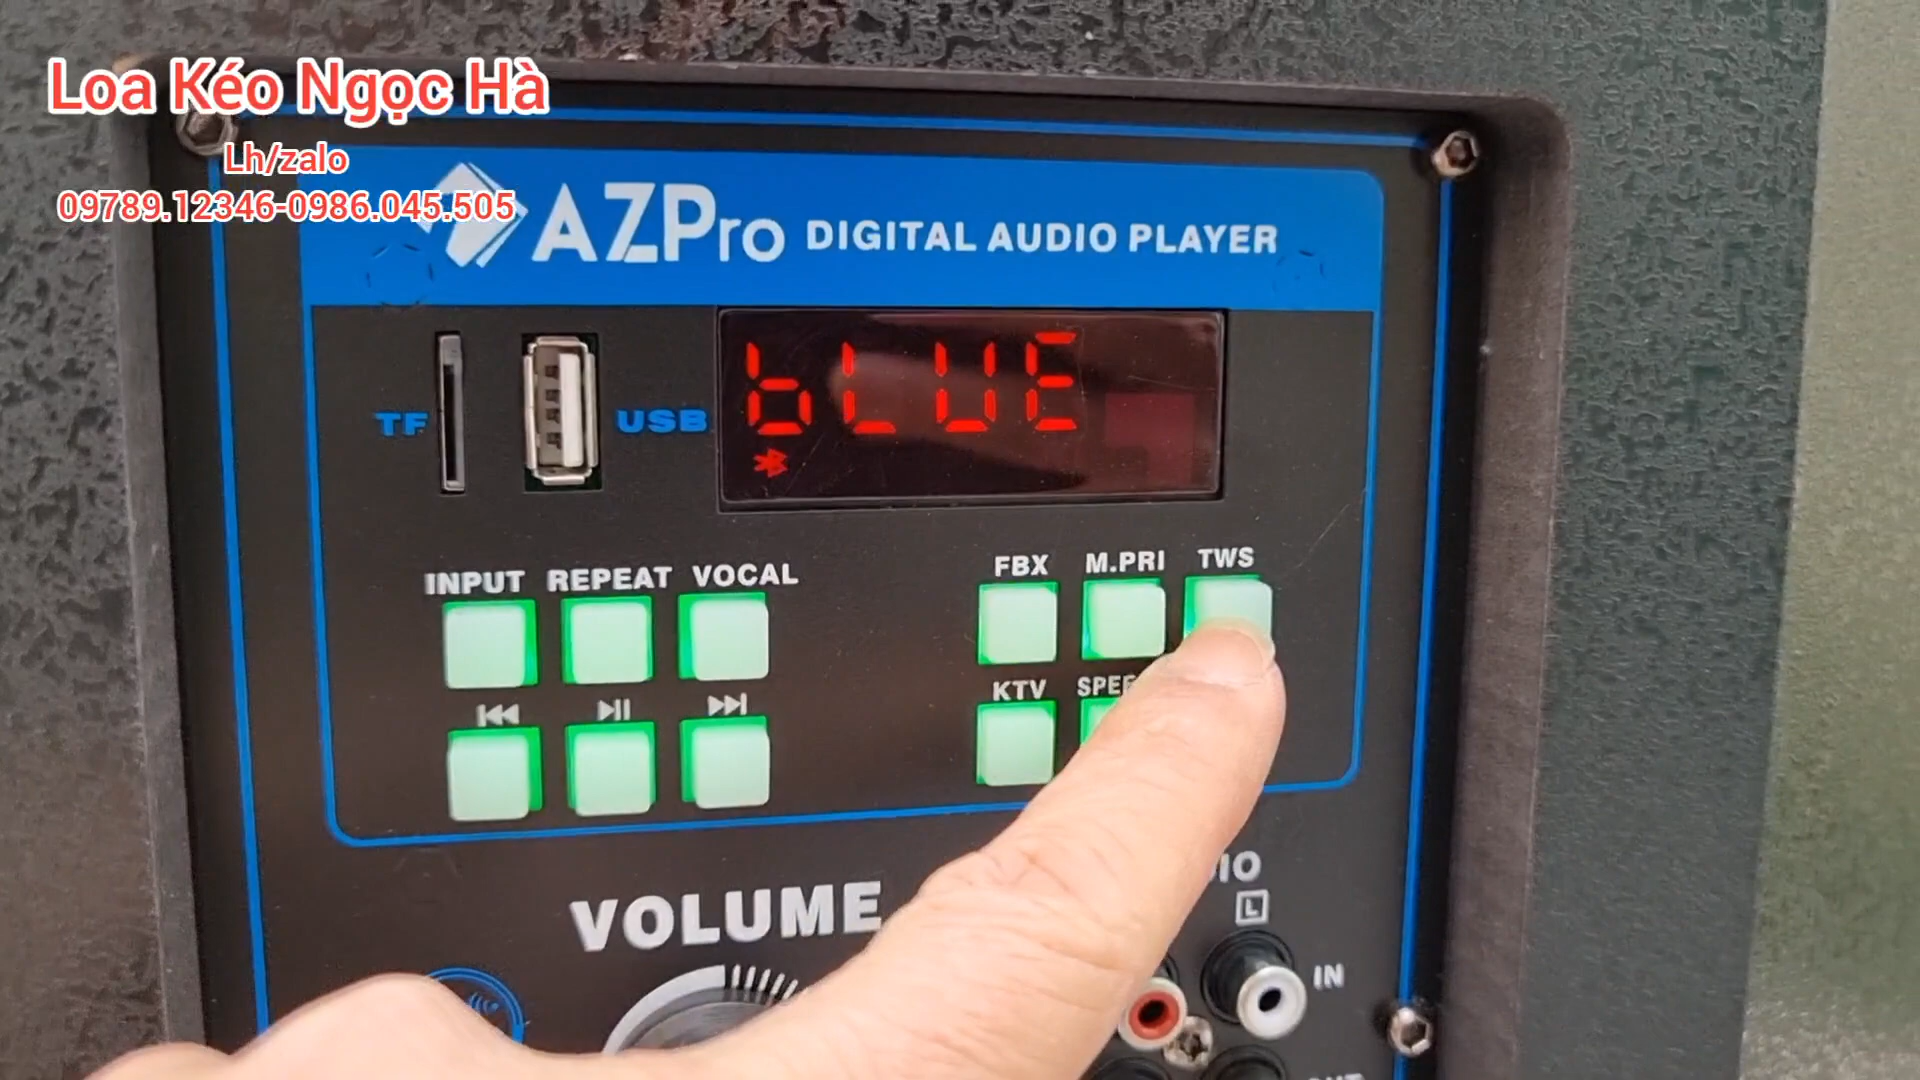 Loa Kéo Ngọc Hà
Lh/zalo
09789.12346-0986.045.505
AZPro DIGITAL AUDIO PLAYER
TF
USB
bLUE
INPUT REPEAT VOCAL
FBX M.PRI TWS
KTV
VOLUME
L
IN